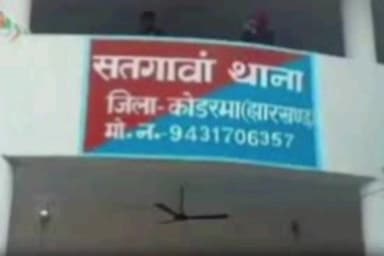 सतगावां थाना
जिला-कोडरमा(झारखण्ड)
मो.न.-9431706357